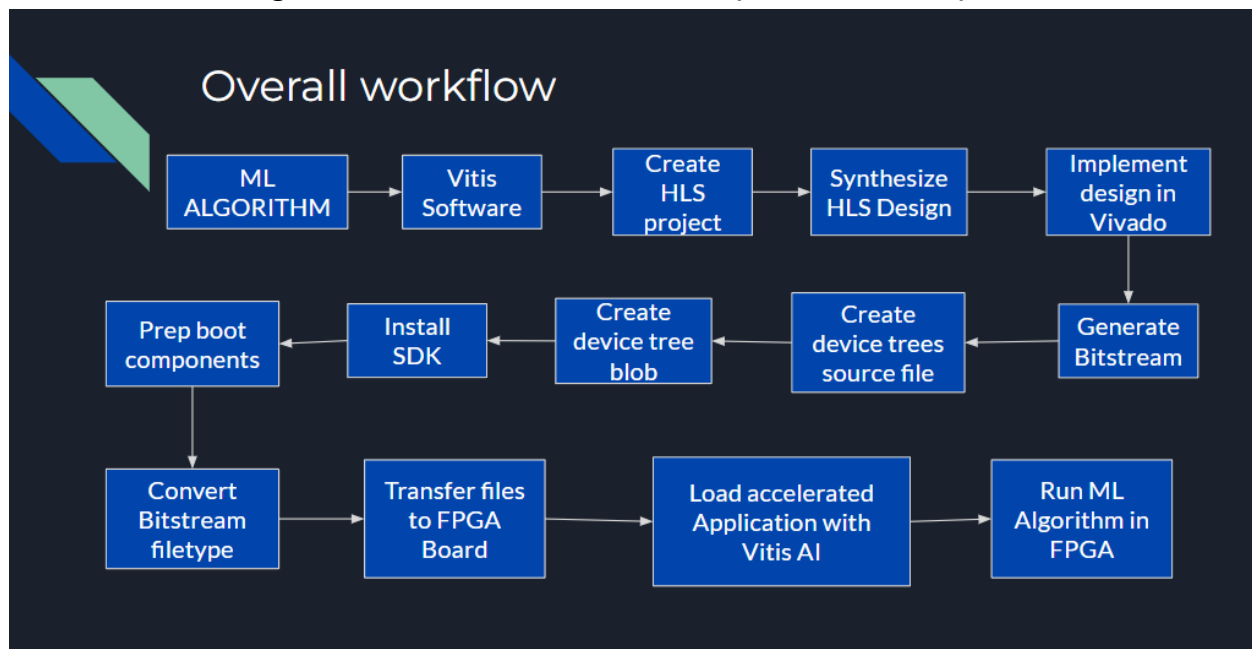 Overall workflow
ML
ALGORITHM
Vitis
Software
Create
HLS
project
Synthesize
HLS Design
Implement
design in
Vivado
Generate
Bitstream
Create
device trees
source file
Create
device tree
blob
Install
SDK
Prep boot
components
Convert
Bitstream
filetype
Transfer files
to FPGA
Board
Load accelerated
Application with
Vitis AI
Run ML
Algorithm in
FPGA